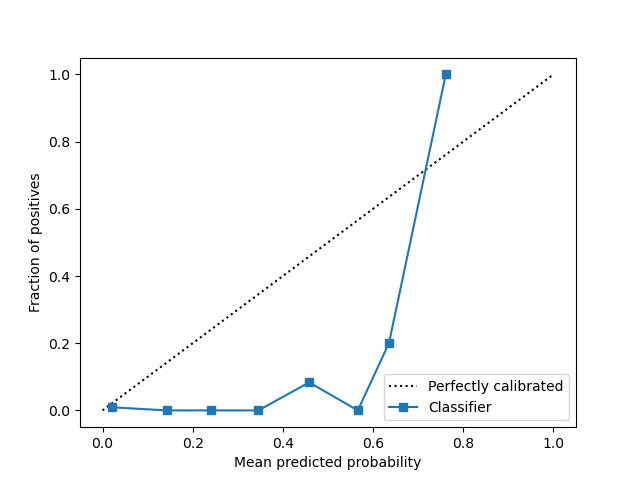 1.0
0.8
0.6
0.4
0.2
0.0
Fraction of positives
Perfectly calibrated
Classifier
0.0 0.2 0.4 0.6 0.8 1.0
Mean predicted probability